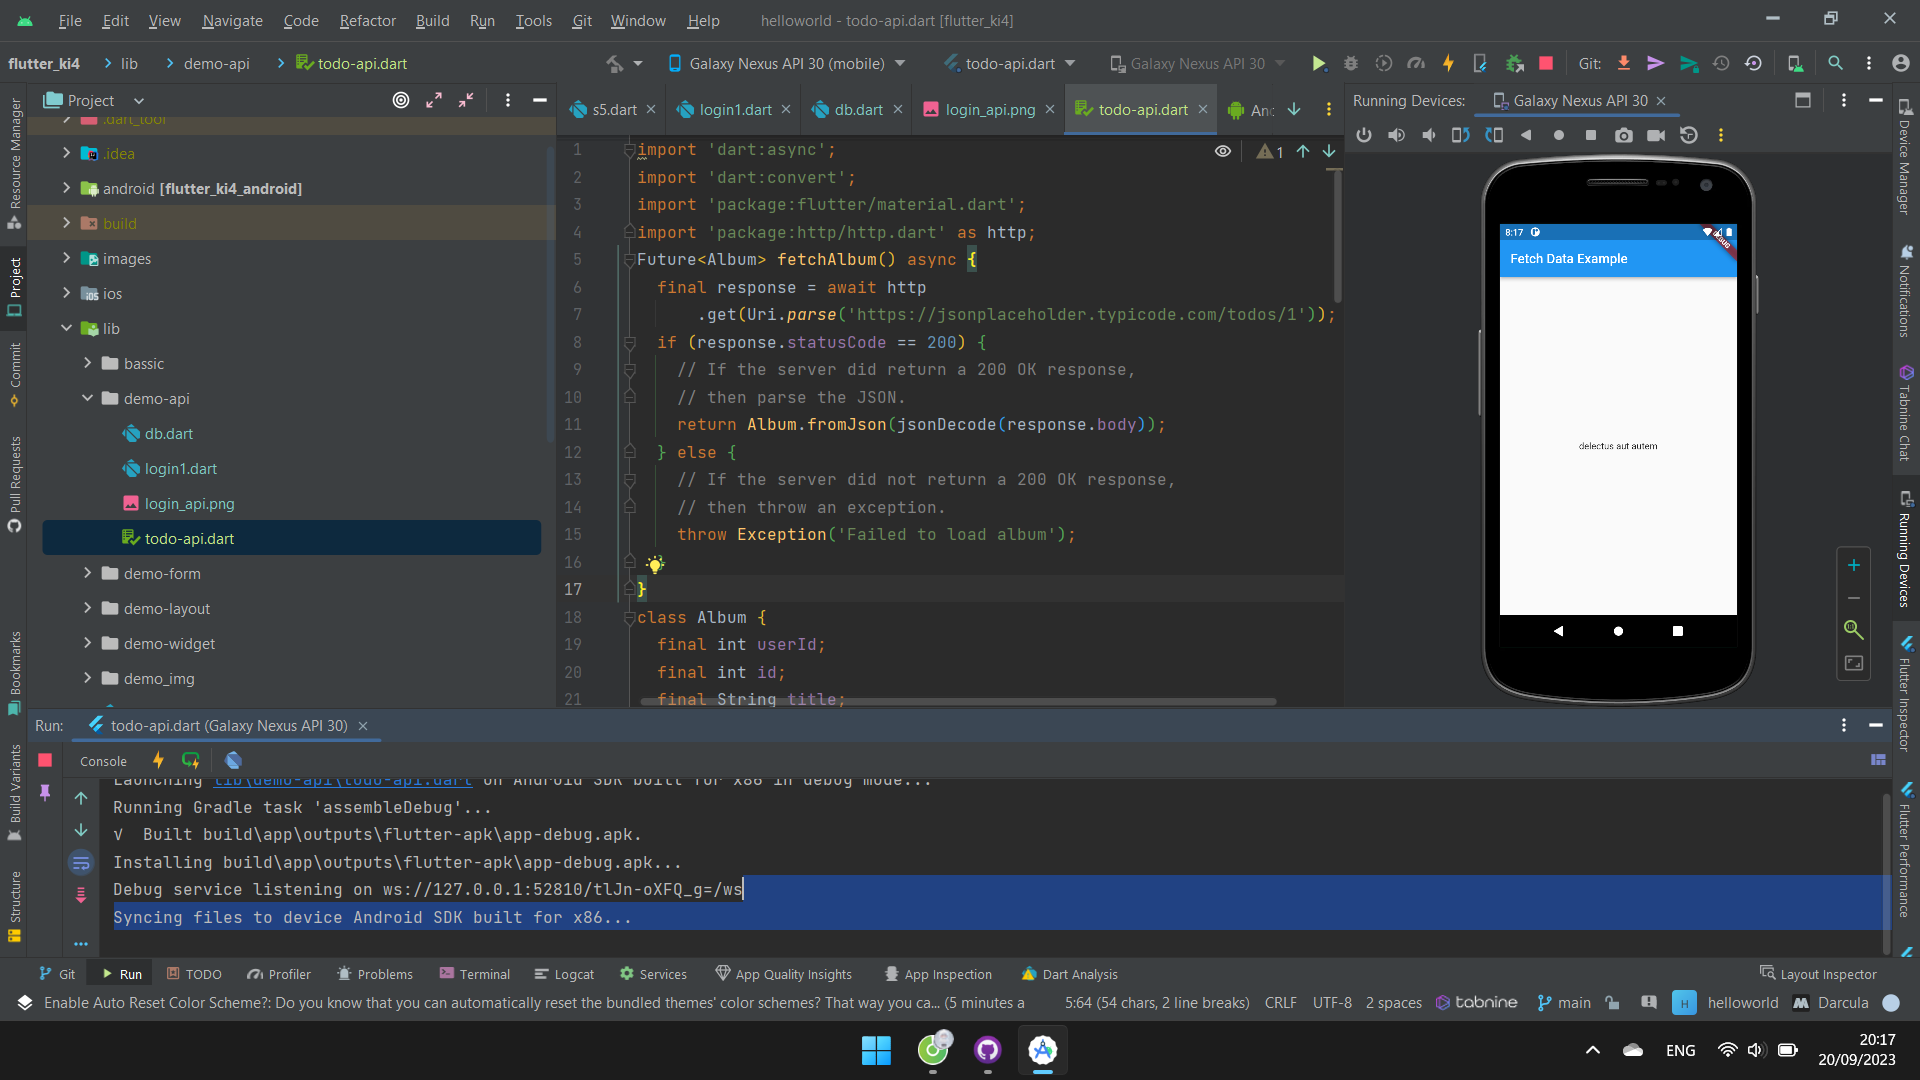 File Edit View Navigate Code Refactor Build Run Tools Git Window Help helloworld - todo-api.dart [flutter_ki4]
flutter_ki4 lib demo-api todo-api.dart Galaxy Nexus API 30 (mobile) todo-api.dart Galaxy Nexus API 30 Git:
Project
s5.dart login1.dart db.dart login_api.png todo-api.dart
Running Devices: Galaxy Nexus API 30
.dart_tool
.idea
android [flutter_ki4_android]
build
images
ios
lib
bassic
demo-api
db.dart
login1.dart
login_api.png
todo-api.dart
demo-form
demo-layout
demo-widget
demo_img
1 import 'dart:async';
2 import 'dart:convert';
3 import 'package:flutter/material.dart';
4 import 'package:http/http.dart' as http;
5 Future<Album> fetchAlbum() async {
6 final response = await http
7 .get(Uri.parse('https://jsonplaceholder.typicode.com/todos/1'));
8 if (response.statusCode == 200) {
9 // If the server did return a 200 OK response,
10 // then parse the JSON.
11 return Album.fromJson(jsonDecode(response.body));
12 } else {
13 // If the server did not return a 200 OK response,
14 // then throw an exception.
15 throw Exception('Failed to load album');
16
17 }
18 class Album {
19 final int userId;
20 final int id;
21 final String title;
1
8:17
DEBUG
Fetch Data Example
delectus aut autem
Resource Manager
Project
Commit
Pull Requests
Bookmarks
Build Variants
Structure
Device Manager
Notifications
Tabnine Chat
Running Devices
Flutter Inspector
Flutter Performance
Run: todo-api.dart (Galaxy Nexus API 30)
Console
Launching lib\demo-api\todo-api.dart on Android SDK built for x86 in debug mode...
Running Gradle task 'assembleDebug'...
√ Built build\app\outputs\flutter-apk\app-debug.apk.
Installing build\app\outputs\flutter-apk\app-debug.apk...
Debug service listening on ws://127.0.0.1:52810/tlJn-oXFQ_g=/ws
Syncing files to device Android SDK built for x86...
Git Run TODO Profiler Problems Terminal Logcat Services App Quality Insights App Inspection Dart Analysis Layout Inspector
Enable Auto Reset Color Scheme?: Do you know that you can automatically reset the bundled themes' color schemes? That way you ca... (5 minutes a 5:64 (54 chars, 2 line breaks) CRLF UTF-8 2 spaces tabnine main H helloworld Darcula
ENG
20:17
20/09/2023